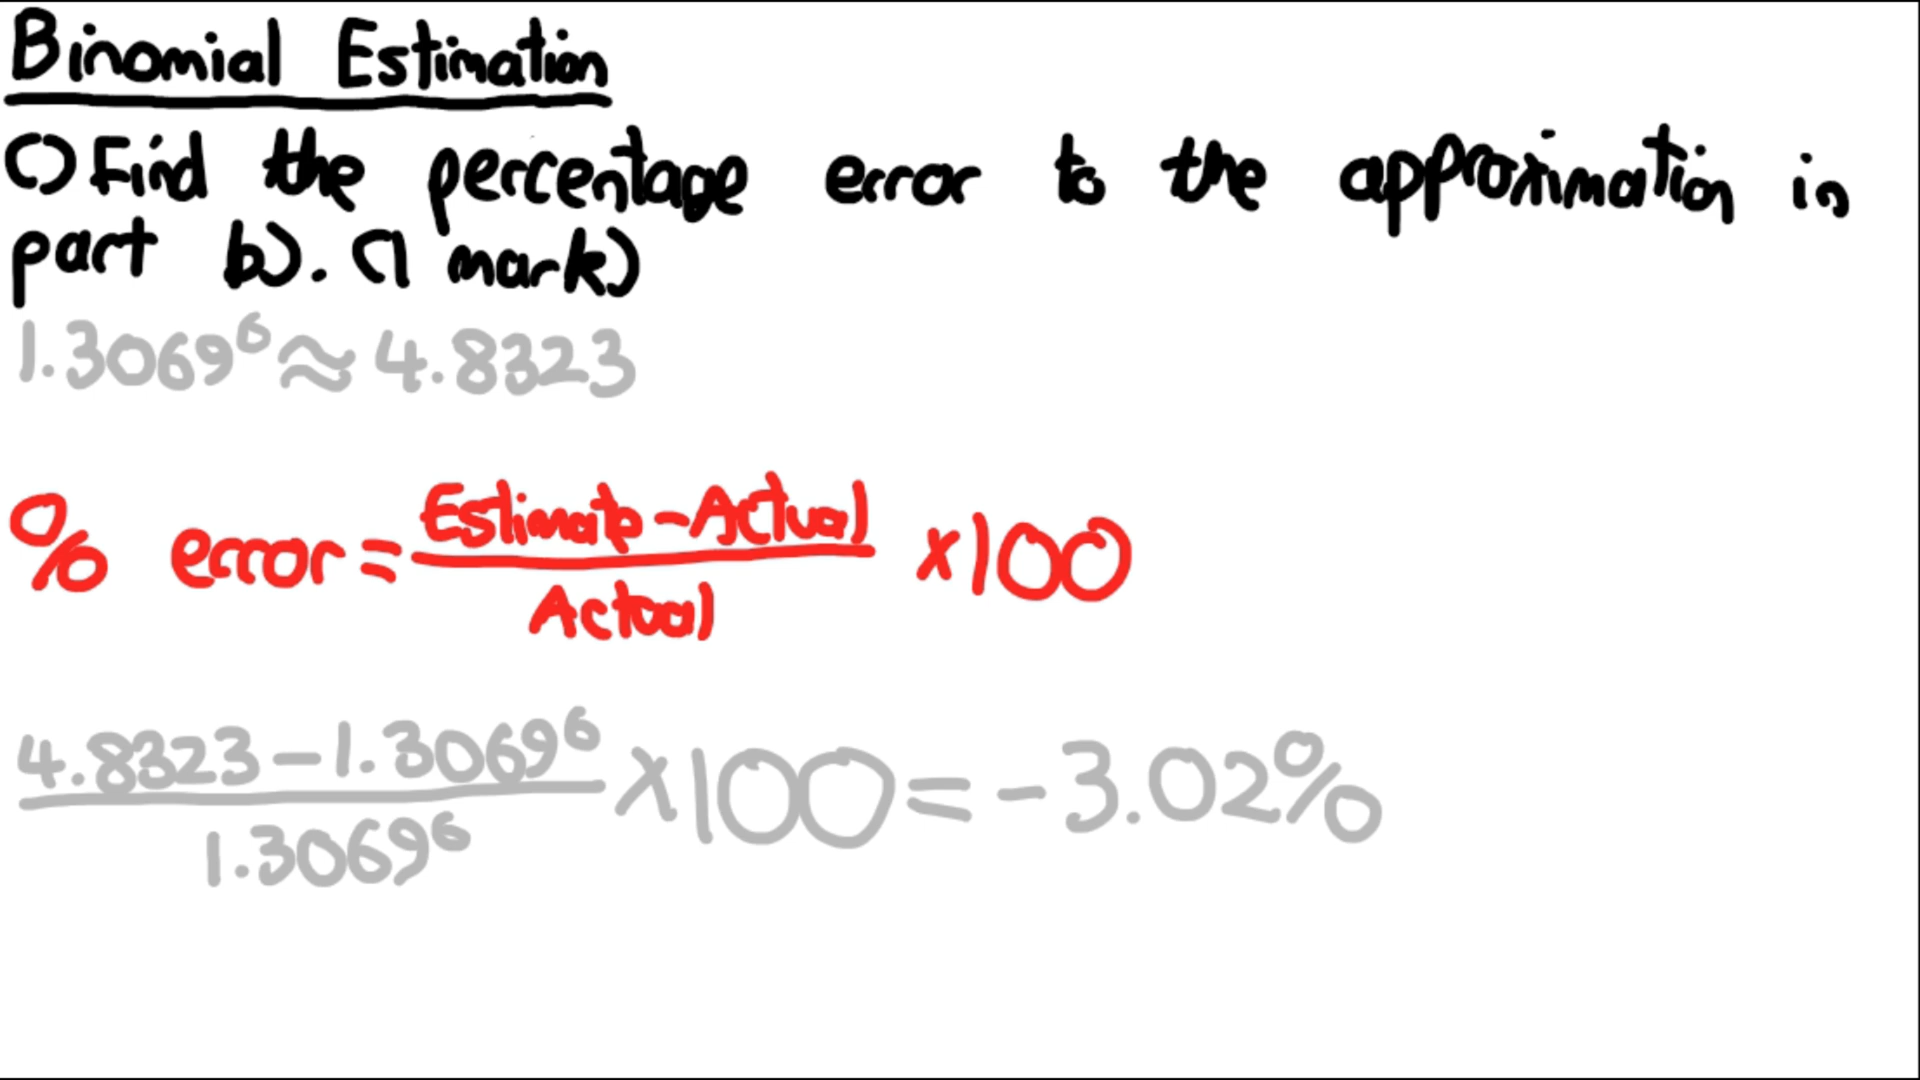 Binomial Estimation
c) Find the percentage error to the approximation in
part b). (1 mark)
1.3069⁶ ≈ 4.8323
% error = Estimate - Actual / Actual × 100
4.8323 - 1.3069⁶ / 1.3069⁶ × 100 = -3.02%